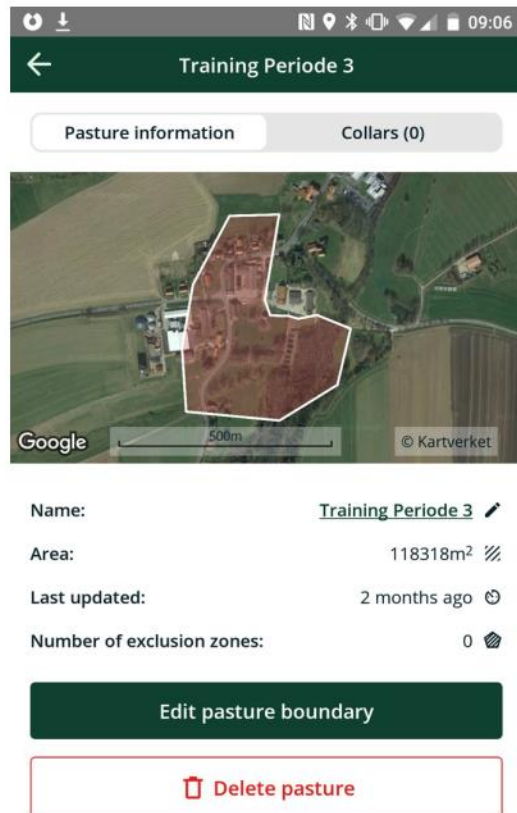 09:06
Training Periode 3
Pasture information Collars (0)
Google 500m © Kartverket
Name: Training Periode 3
Area: 118318m²
Last updated: 2 months ago
Number of exclusion zones: 0
Edit pasture boundary
Delete pasture